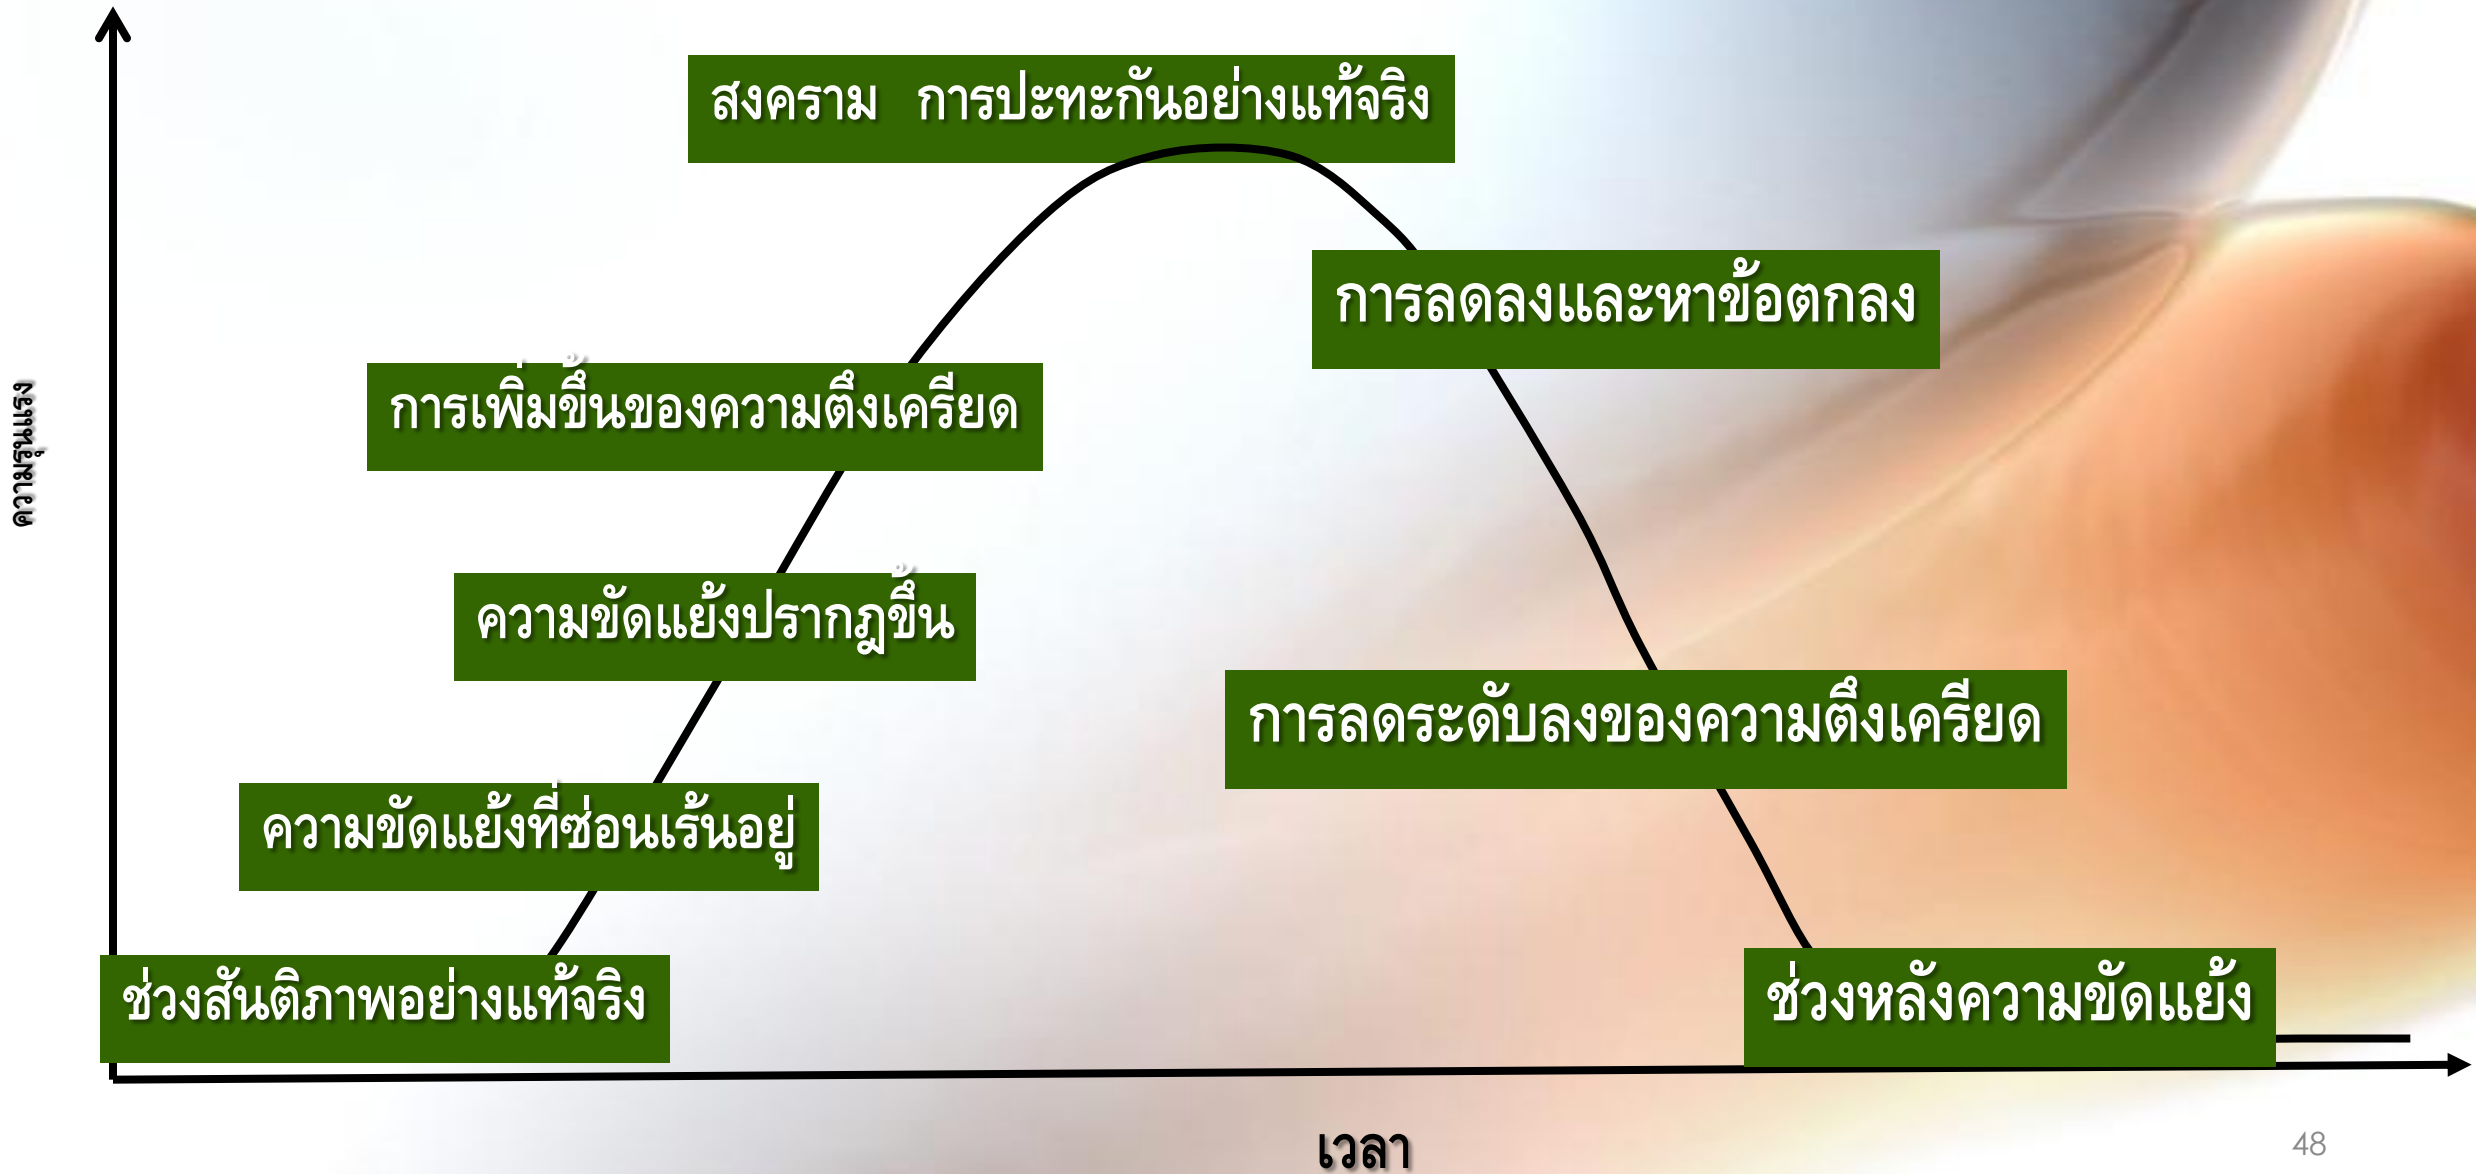 สงคราม การปะทะกันอย่างแท้จริง
การลดลงและหาข้อตกลง
การเพิ่มขึ้นของความตึงเครียด
ความรุนแรง
ความขัดแย้งปรากฎขึ้น
การลดระดับลงของความตึงเครียด
ความขัดแย้งที่ซ่อนเร้นอยู่
ช่วงสันติภาพอย่างแท้จริง
ช่วงหลังความขัดแย้ง
เวลา
48